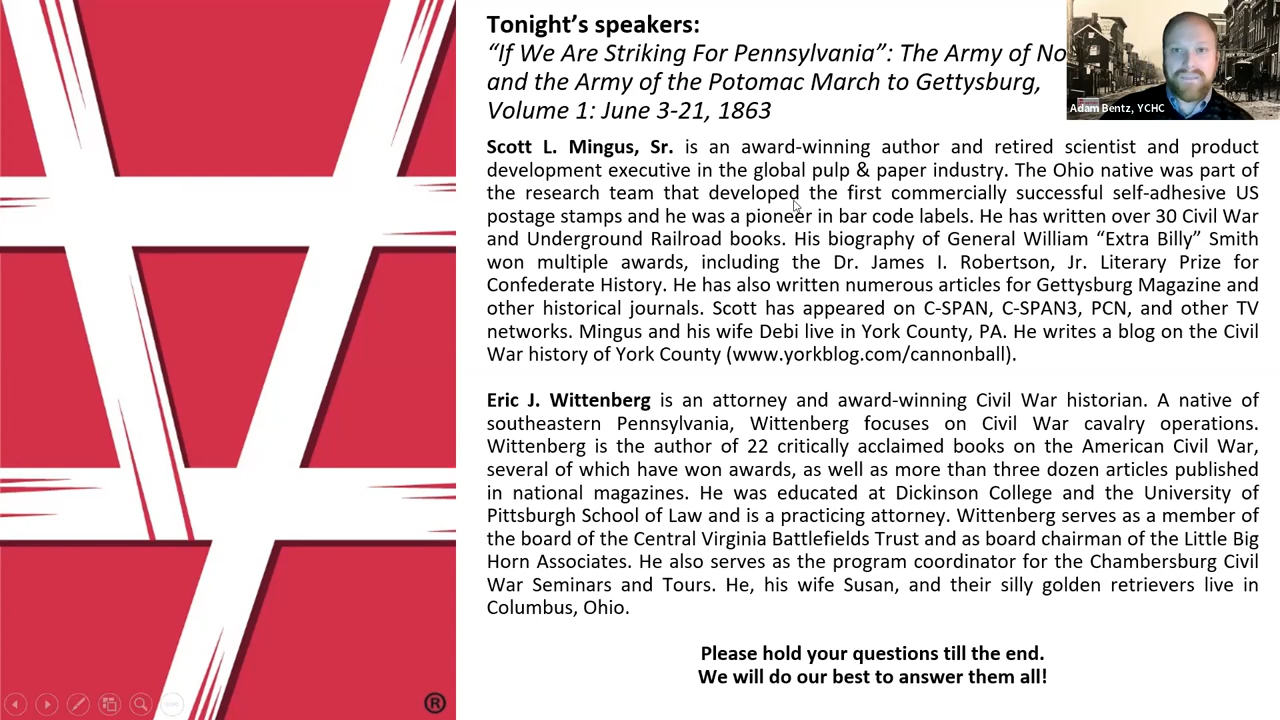 Tonight’s speakers:
“If We Are Striking For Pennsylvania”: The Army of No
and the Army of the Potomac March to Gettysburg,
Volume 1: June 3-21, 1863
Adam Bentz, YCHC
Scott L. Mingus, Sr. is an award-winning author and retired scientist and product
development executive in the global pulp & paper industry. The Ohio native was part of
the research team that developed the first commercially successful self-adhesive US
postage stamps and he was a pioneer in bar code labels. He has written over 30 Civil War
and Underground Railroad books. His biography of General William “Extra Billy” Smith
won multiple awards, including the Dr. James I. Robertson, Jr. Literary Prize for
Confederate History. He has also written numerous articles for Gettysburg Magazine and
other historical journals. Scott has appeared on C-SPAN, C-SPAN3, PCN, and other TV
networks. Mingus and his wife Debi live in York County, PA. He writes a blog on the Civil
War history of York County (www.yorkblog.com/cannonball).
Eric J. Wittenberg is an attorney and award-winning Civil War historian. A native of
southeastern Pennsylvania, Wittenberg focuses on Civil War cavalry operations.
Wittenberg is the author of 22 critically acclaimed books on the American Civil War,
several of which have won awards, as well as more than three dozen articles published
in national magazines. He was educated at Dickinson College and the University of
Pittsburgh School of Law and is a practicing attorney. Wittenberg serves as a member of
the board of the Central Virginia Battlefields Trust and as board chairman of the Little Big
Horn Associates. He also serves as the program coordinator for the Chambersburg Civil
War Seminars and Tours. He, his wife Susan, and their silly golden retrievers live in
Columbus, Ohio.
Please hold your questions till the end.
We will do our best to answer them all!
®